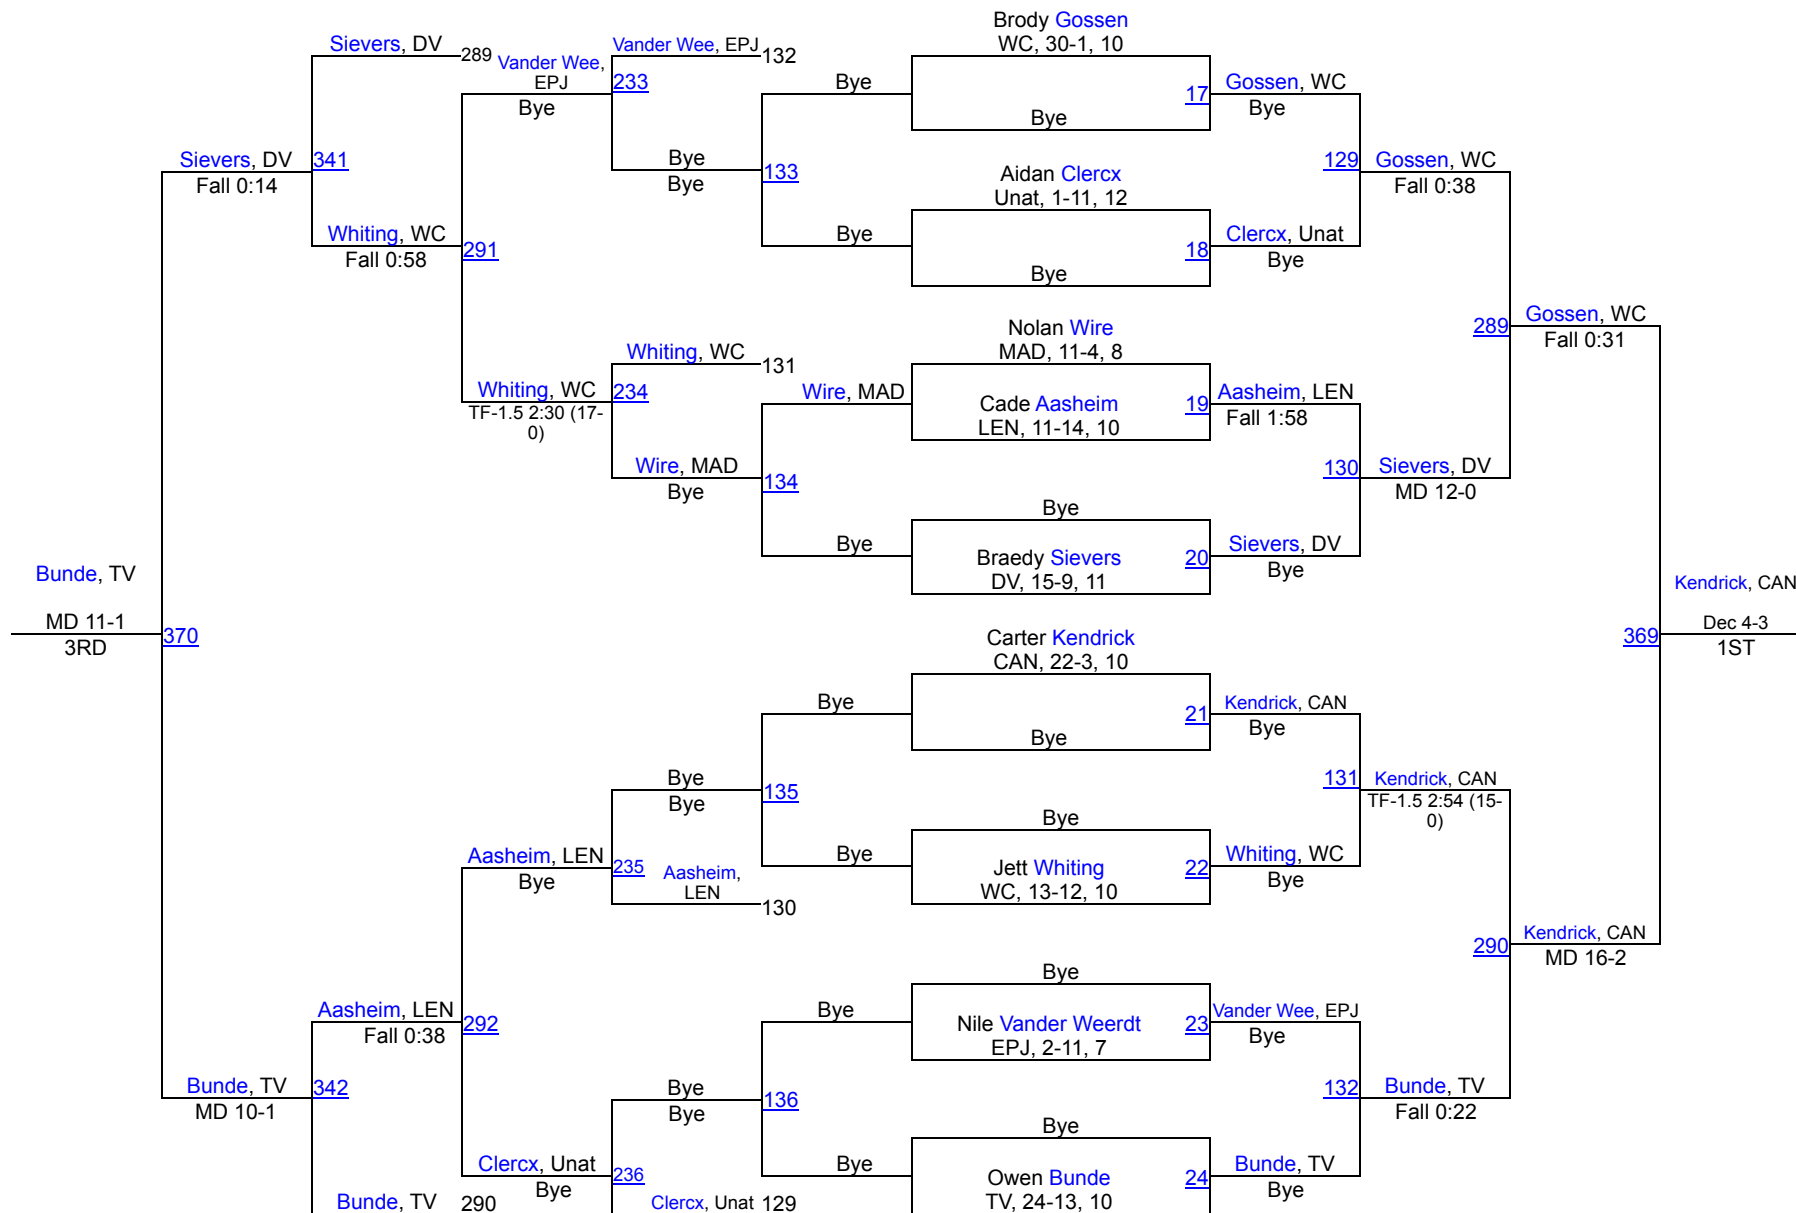 Brody Gossen
WC, 30-1, 10
Sievers, DV
289
Vander Wee,
EPJ
Bye
Vander Wee, EPJ
132
233
Bye
17
Gossen, WC
Bye
Bye
Sievers, DV
Fall 0:14
341
Bye
Bye
133
Aidan Clercx
Unat, 1-11, 12
129
Gossen, WC
Fall 0:38
Whiting, WC
Fall 0:58
291
Bye
18
Clercx, Unat
Bye
Bye
Nolan Wire
MAD, 11-4, 8
289
Gossen, WC
Fall 0:31
Whiting, WC
131
Whiting, WC
TF-1.5 2:30 (17-
0)
234
Wire, MAD
Cade Aasheim
LEN, 11-14, 10
19
Aasheim, LEN
Fall 1:58
Wire, MAD
Bye
134
130
Sievers, DV
MD 12-0
Bye
Bye
Braedy Sievers
DV, 15-9, 11
20
Sievers, DV
Bye
Bunde, TV
MD 11-1
3RD
370
Kendrick, CAN
Dec 4-3
1ST
369
Carter Kendrick
CAN, 22-3, 10
Bye
21
Kendrick, CAN
Bye
Bye
Bye
Bye
135
131
Kendrick, CAN
TF-1.5 2:54 (15-
0)
Bye
Aasheim, LEN
Bye
235
Aasheim,
LEN
130
Bye
Jett Whiting
WC, 13-12, 10
22
Whiting, WC
Bye
290
Kendrick, CAN
MD 16-2
Bye
Aasheim, LEN
Fall 0:38
292
Bye
Nile Vander Weerdt
EPJ, 2-11, 7
23
Vander Wee, EPJ
Bye
Bunde, TV
MD 10-1
342
Bye
Bye
136
132
Bunde, TV
Fall 0:22
Bye
Clercx, Unat
Bye
236
Bye
Owen Bunde
TV, 24-13, 10
24
Bunde, TV
Bye
Bunde, TV
290
Clercx, Unat
129